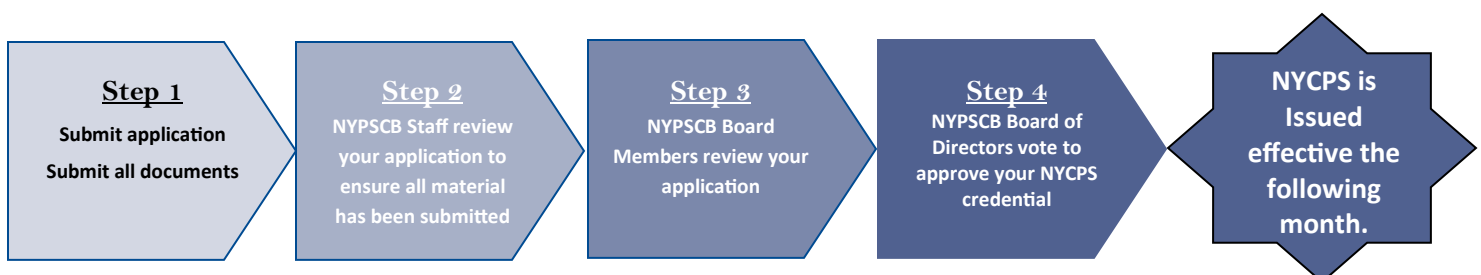 Step 1
Submit application
Submit all documents
Step 2
NYPSCB Staff review
your application to
ensure all material
has been submitted
Step 3
NYPSCB Board
Members review your
application
Step 4
NYPSCB Board of
Directors vote to
approve your NYCPS
credential
NYCPS is
Issued
effective the
following
month.